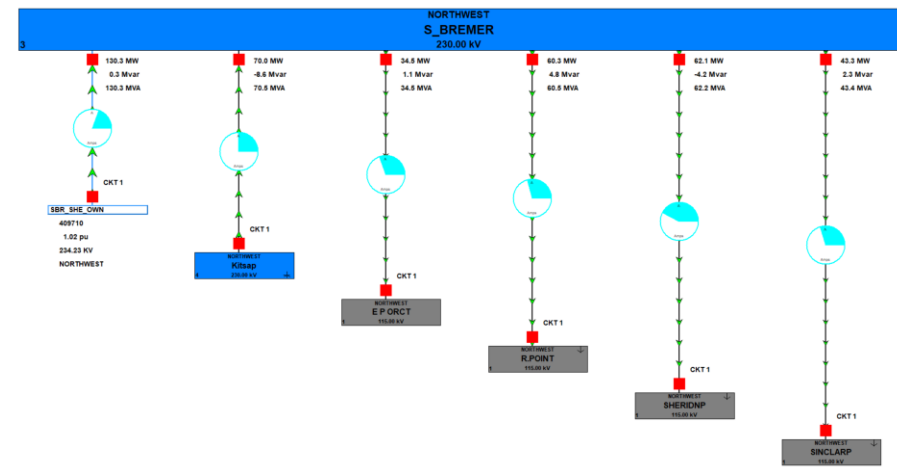 NORTHWEST
S_BREMER
230.00 kV
3
130.3 MW
0.3 Mvar
130.3 MVA
70.0 MW
-8.6 Mvar
70.5 MVA
34.5 MW
1.1 Mvar
34.5 MVA
60.3 MW
4.8 Mvar
60.5 MVA
62.1 MW
-4.2 Mvar
62.2 MVA
43.3 MW
2.3 Mvar
43.4 MVA
CKT 1
SBR_SHE_OWN
409710
1.02 pu
234.23 KV
NORTHWEST
CKT 1
NORTHWEST
Kitsap
230.00 kV
4
CKT 1
NORTHWEST
E P ORCT
115.00 kV
1
CKT 1
NORTHWEST
R.POINT
115.00 kV
1
CKT 1
NORTHWEST
SHERIDNP
115.00 kV
1
CKT 1
NORTHWEST
SINCLARP
115.00 kV